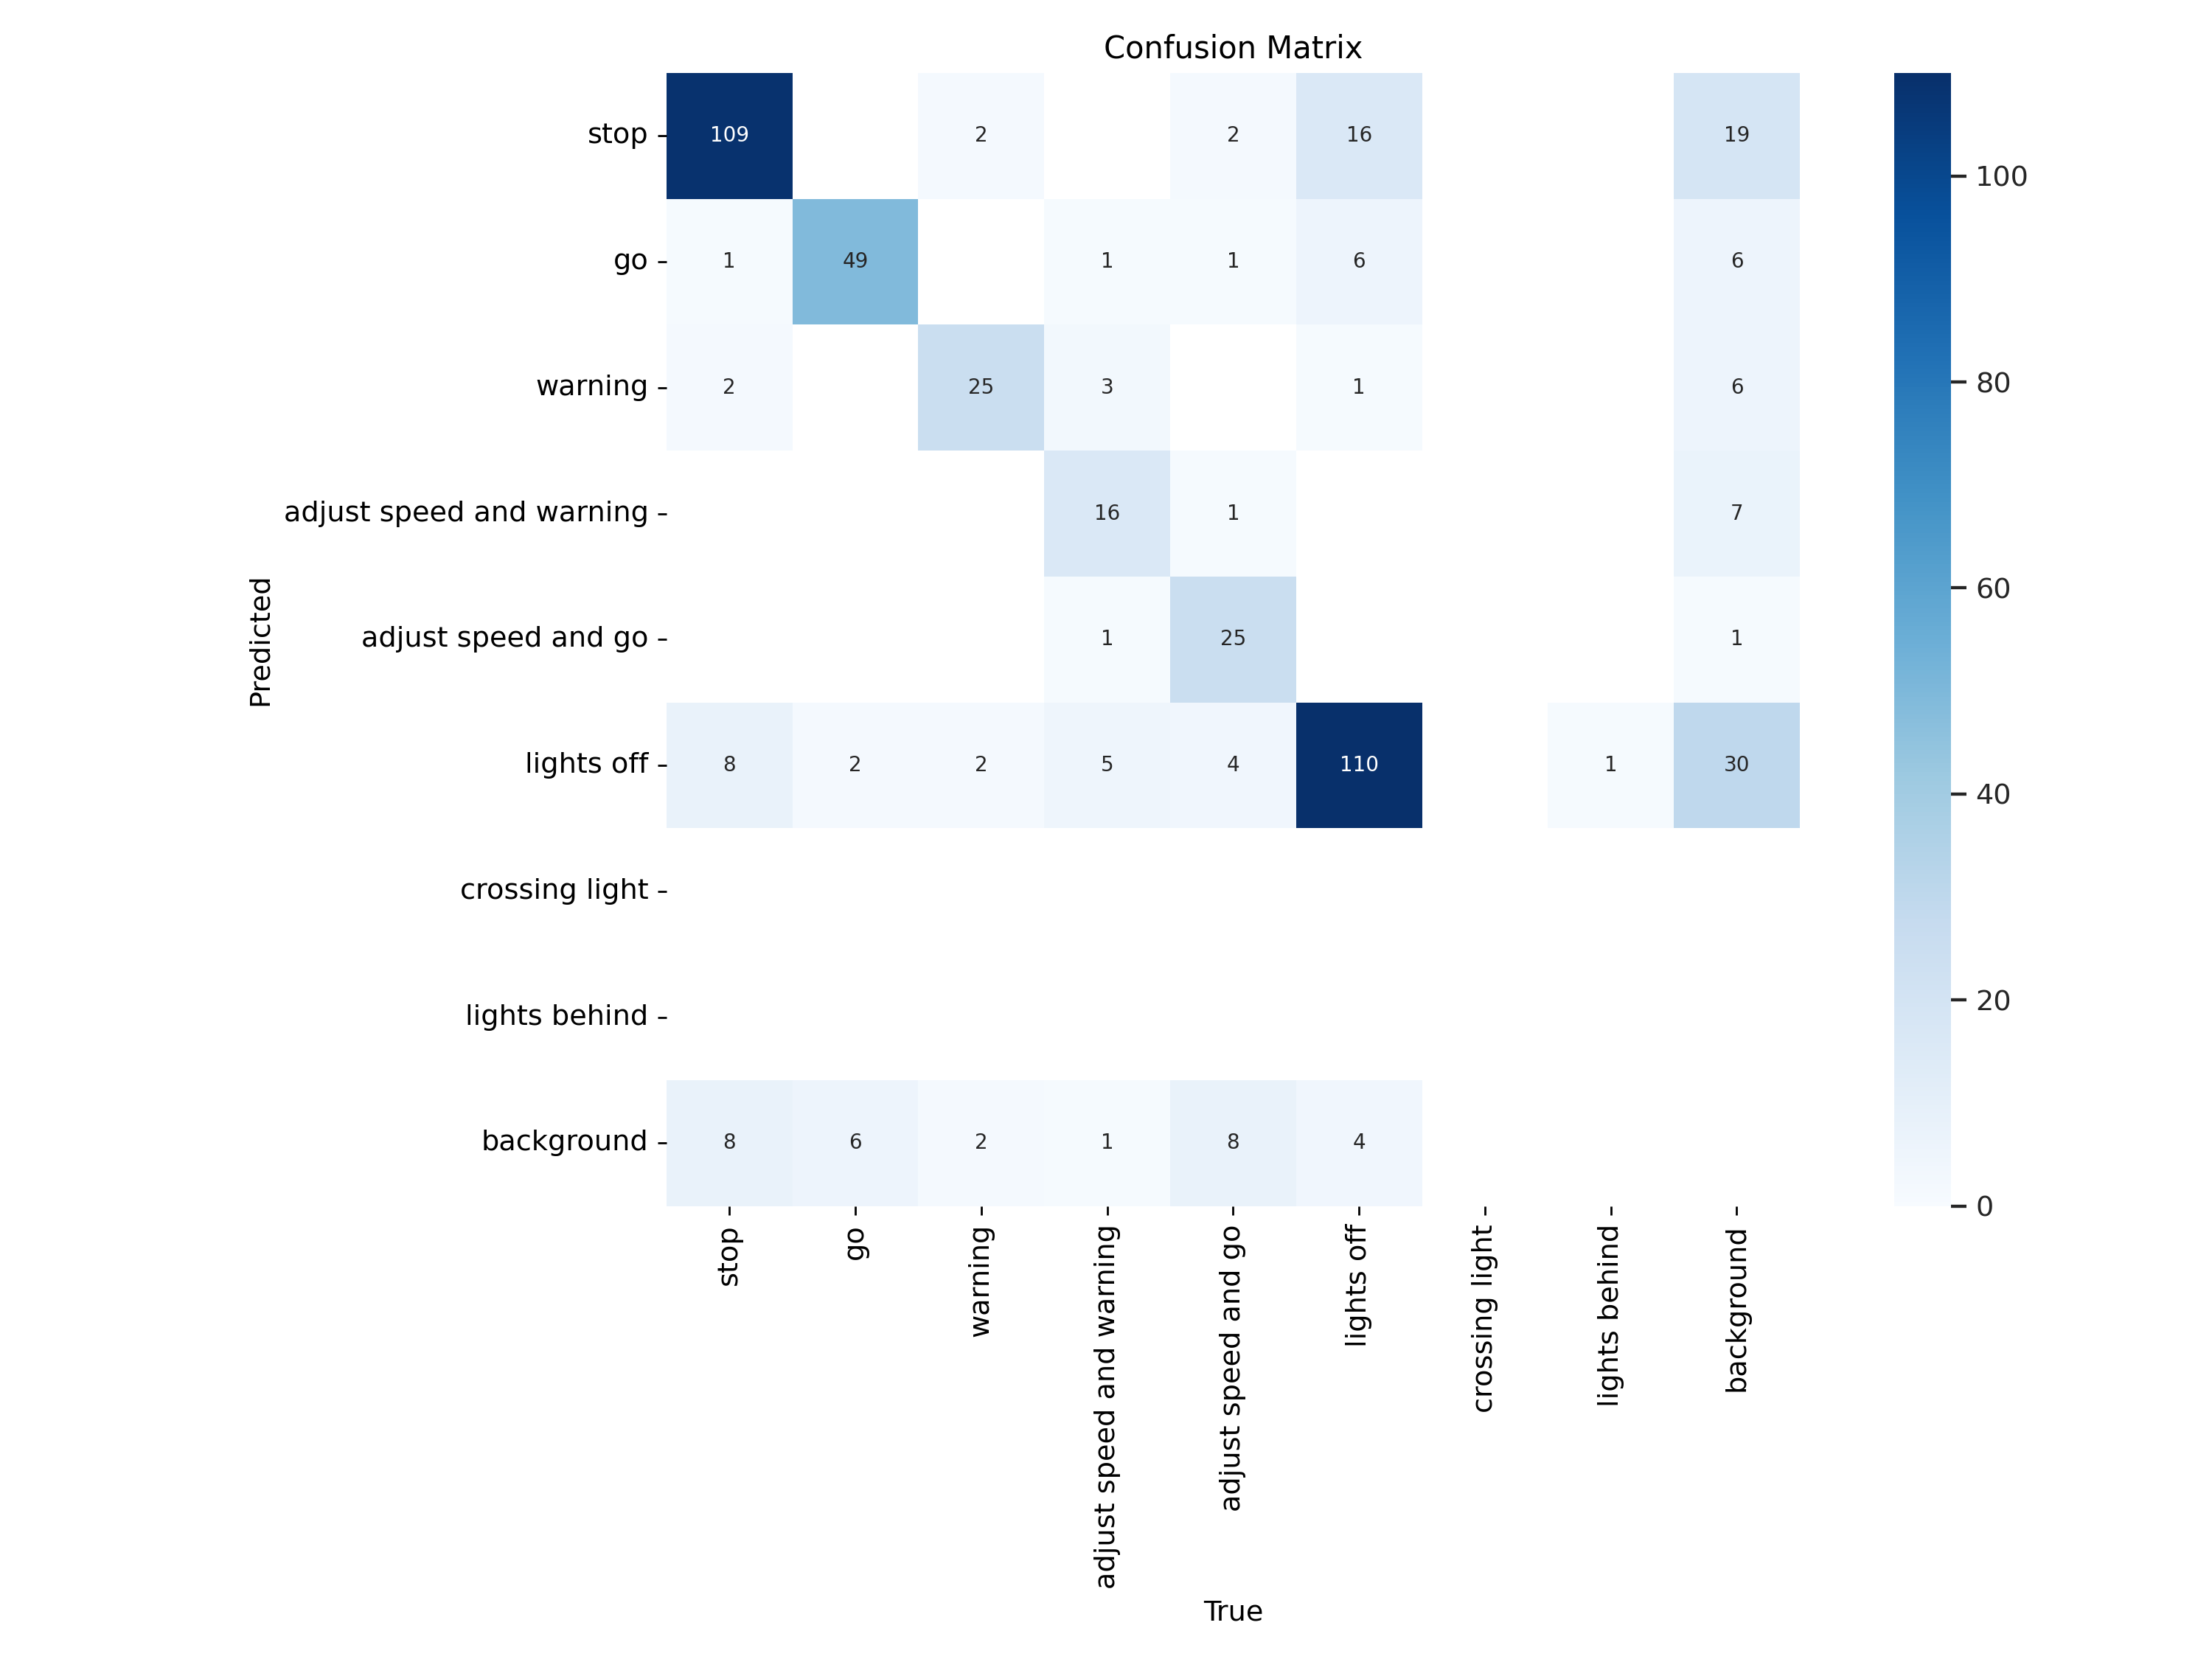 Confusion Matrix
stop 109 2 2 16 19
go 1 49 1 1 6 6
warning 2 25 3 1 6
adjust speed and warning 16 1 7
adjust speed and go 1 25 1
lights off 8 2 2 5 4 110 1 30
crossing light
lights behind
background 8 6 2 1 8 4
Predicted
stop
go
warning
adjust speed and warning
adjust speed and go
lights off
crossing light
lights behind
background
True
100
80
60
40
20
0